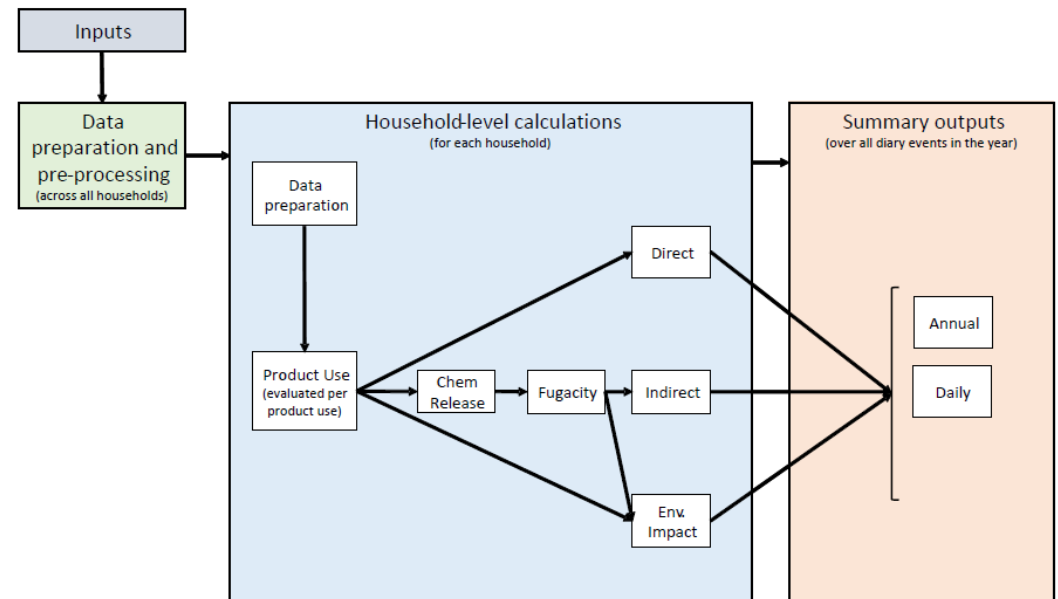 Inputs
Data
preparation and
pre-processing
(across all households)
Household-level calculations
(for each household)
Data
preparation
Product Use
(evaluated per
product use)
Chem
Release
Fugacity
Direct
Indirect
Env.
Impact
Summary outputs
(over all diary events in the year)
Annual
Daily